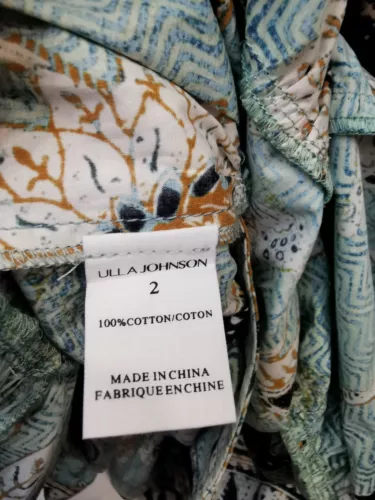 ULLA JOHNSON
2
100%COTTON/COTON
MADE IN CHINA
FABRIQUE EN CHINE